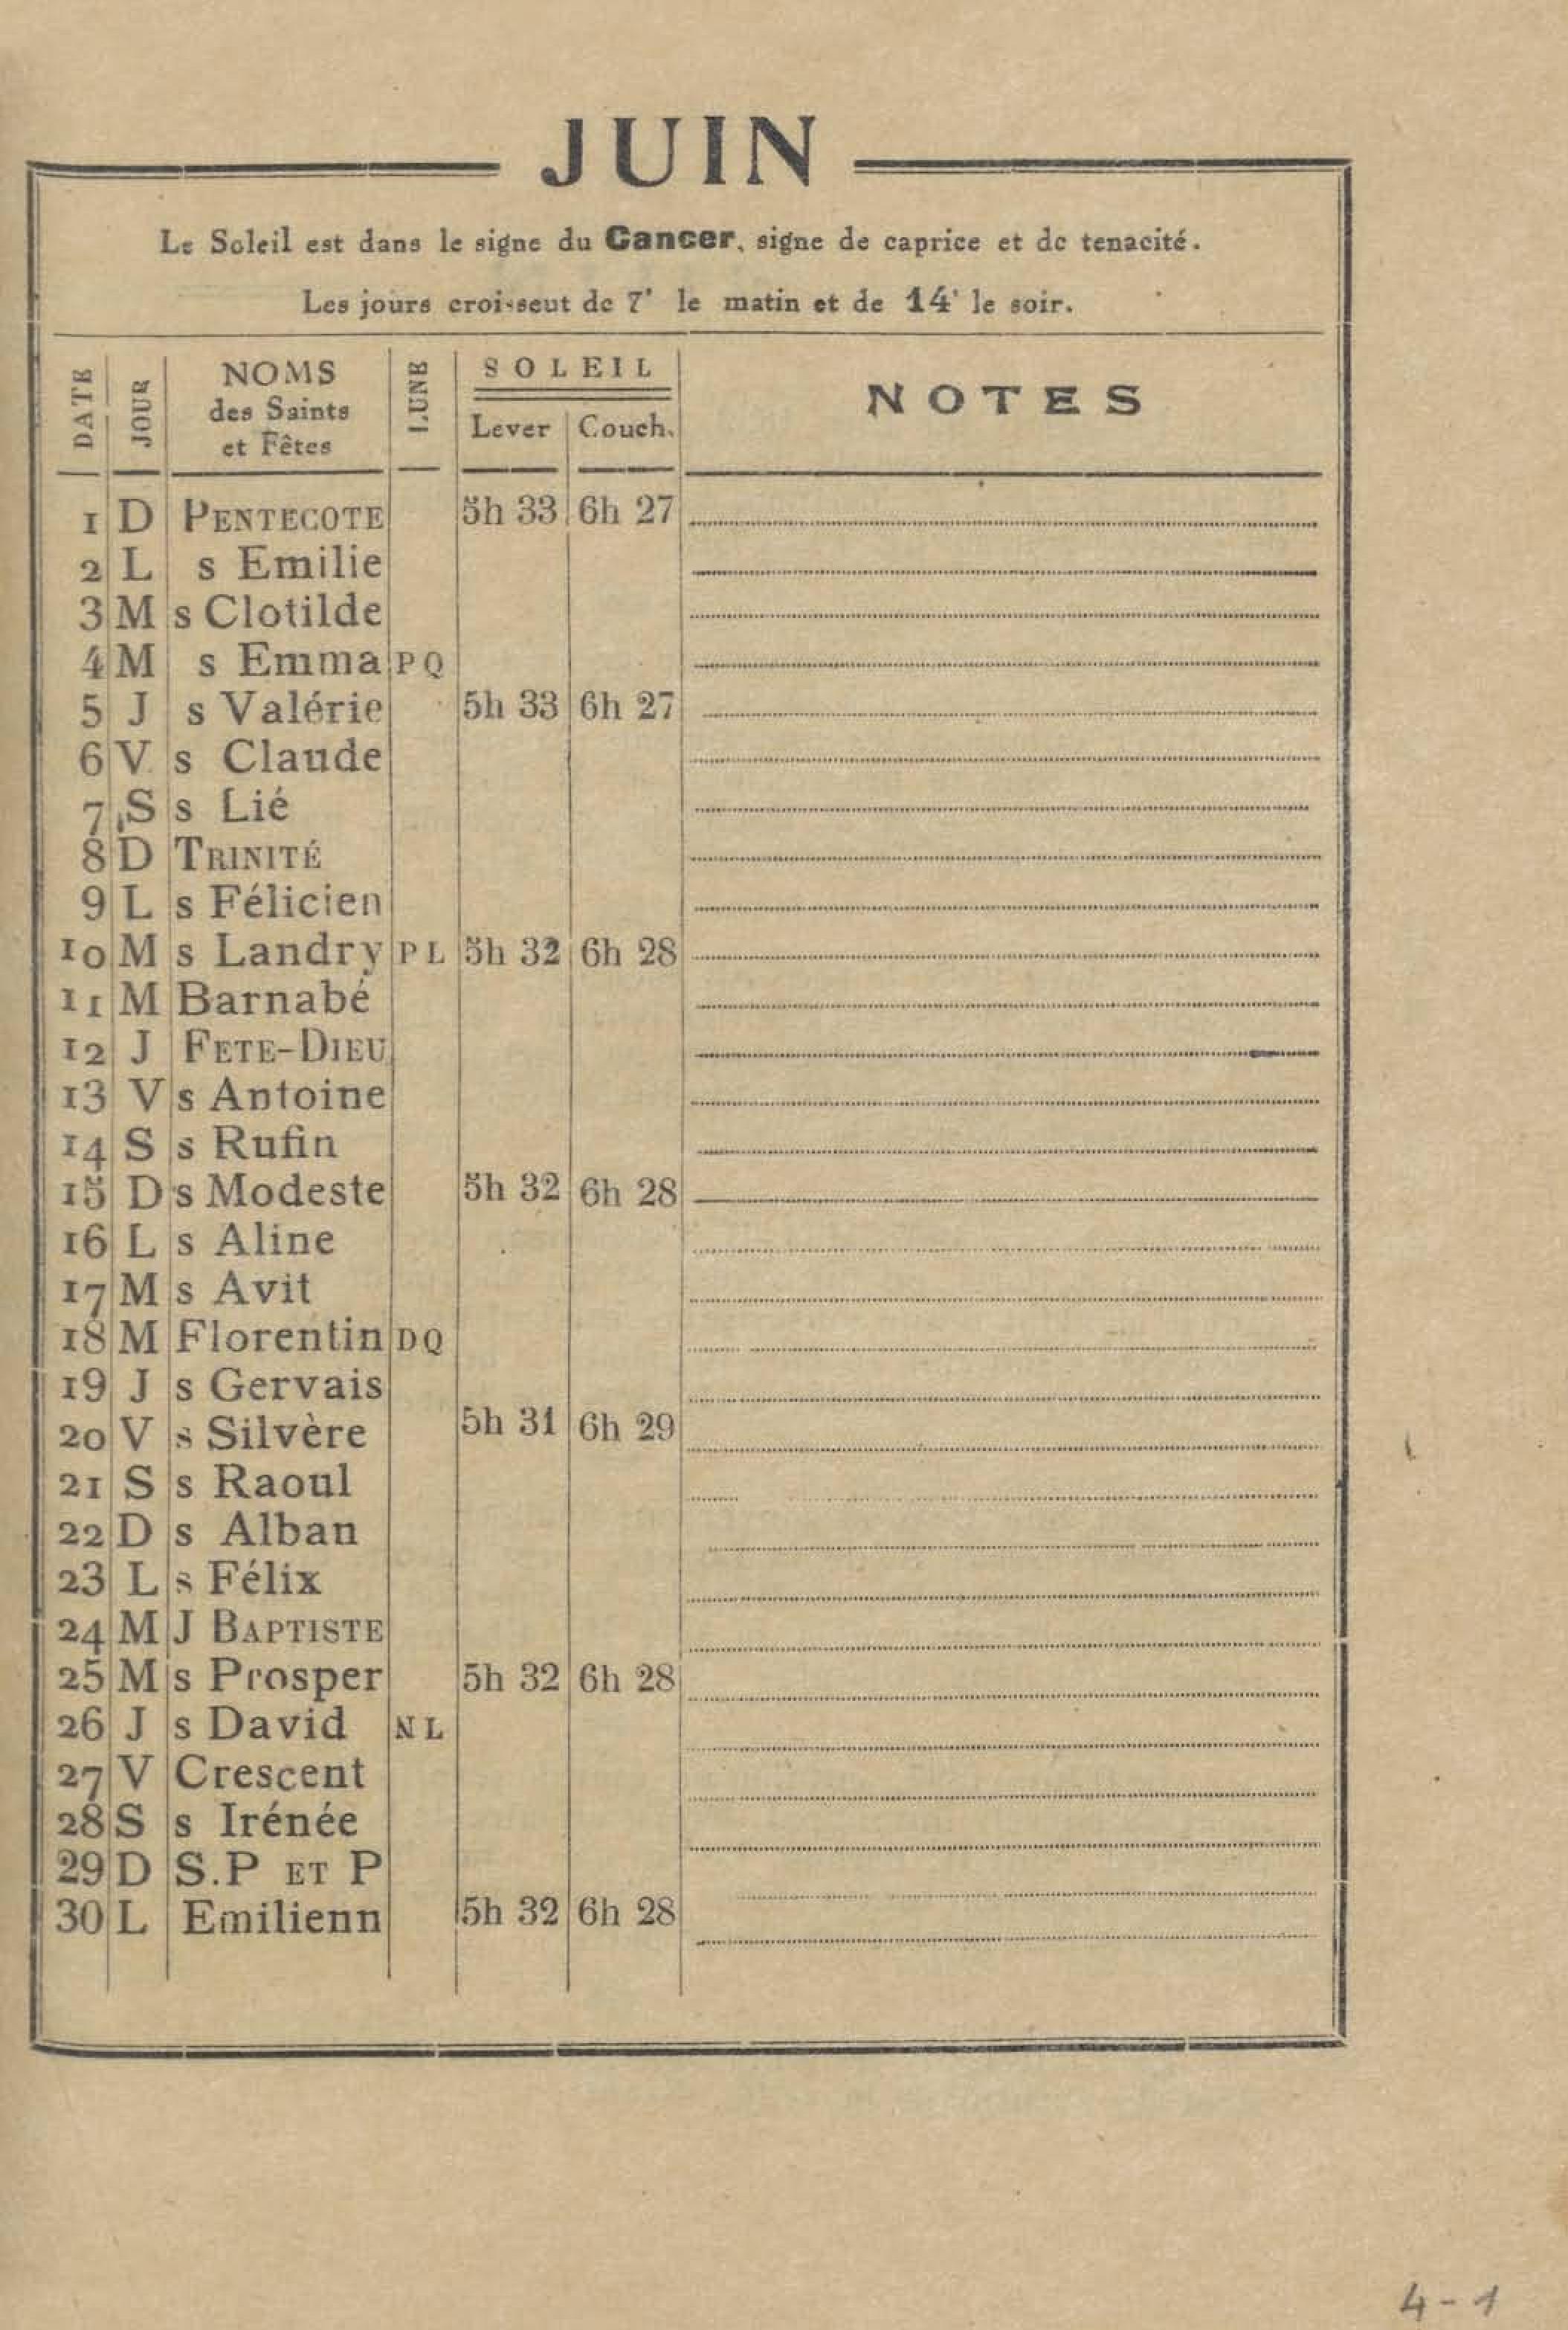 JUIN
Le Soleil est dans le signe du Cancer, signe de caprice et de tenacité.
Les jours croissent de 7' le matin et de 14' le soir.
DATE JOUR NOMS des Saints et Fêtes LUNE SOLEIL Lever Couch. NOTES
1 D PENTECOTE 5h 33 6h 27
2 L s Emilie
3 M s Clotilde
4 M s Emma PQ
5 J s Valérie 5h 33 6h 27
6 V s Claude
7 S s Lié
8 D TRINITÉ
9 L s Félicien
10 M s Landry PL 5h 32 6h 28
11 M Barnabé
12 J FETE-DIEU
13 V s Antoine
14 S s Rufin
15 D s Modeste 5h 32 6h 28
16 L s Aline
17 M s Avit
18 M Florentin DQ
19 J s Gervais
20 V s Silvère 5h 31 6h 29
21 S s Raoul
22 D s Alban
23 L s Félix
24 M J BAPTISTE
25 M s Prosper 5h 32 6h 28
26 J s David NL
27 V Crescent
28 S s Irénée
29 D S.P ET P
30 L Emilienn 5h 32 6h 28
4-1